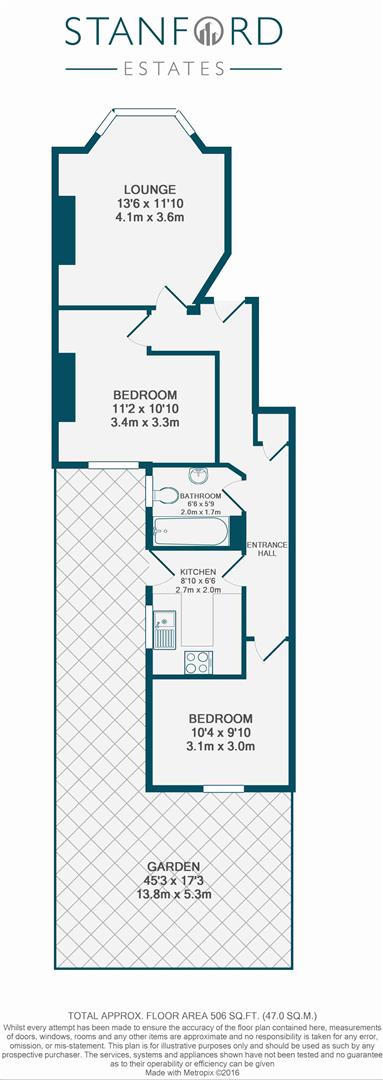 STANFORD
ESTATES
LOUNGE
13'6 x 11'10
4.1m x 3.6m
BEDROOM
11'2 x 10'10
3.4m x 3.3m
BATHROOM
6'6 x 5'9
2.0m x 1.7m
ENTRANCE
HALL
KITCHEN
8'10 x 6'6
2.7m x 2.0m
BEDROOM
10'4 x 9'10
3.1m x 3.0m
GARDEN
45'3 x 17'3
13.8m x 5.3m
TOTAL APPROX. FLOOR AREA 506 SQ.FT. (47.0 SQ.M.)
Whilst every attempt has been made to ensure the accuracy of the floor plan contained here, measurements
of doors, windows, rooms and any other items are approximate and no responsibility is taken for any error,
omission, or mis-statement. This plan is for illustrative purposes only and should be used as such by any
prospective purchaser. The services, systems and appliances shown have not been tested and no guarantee
as to their operability or efficiency can be given
Made with Metropix ©2016